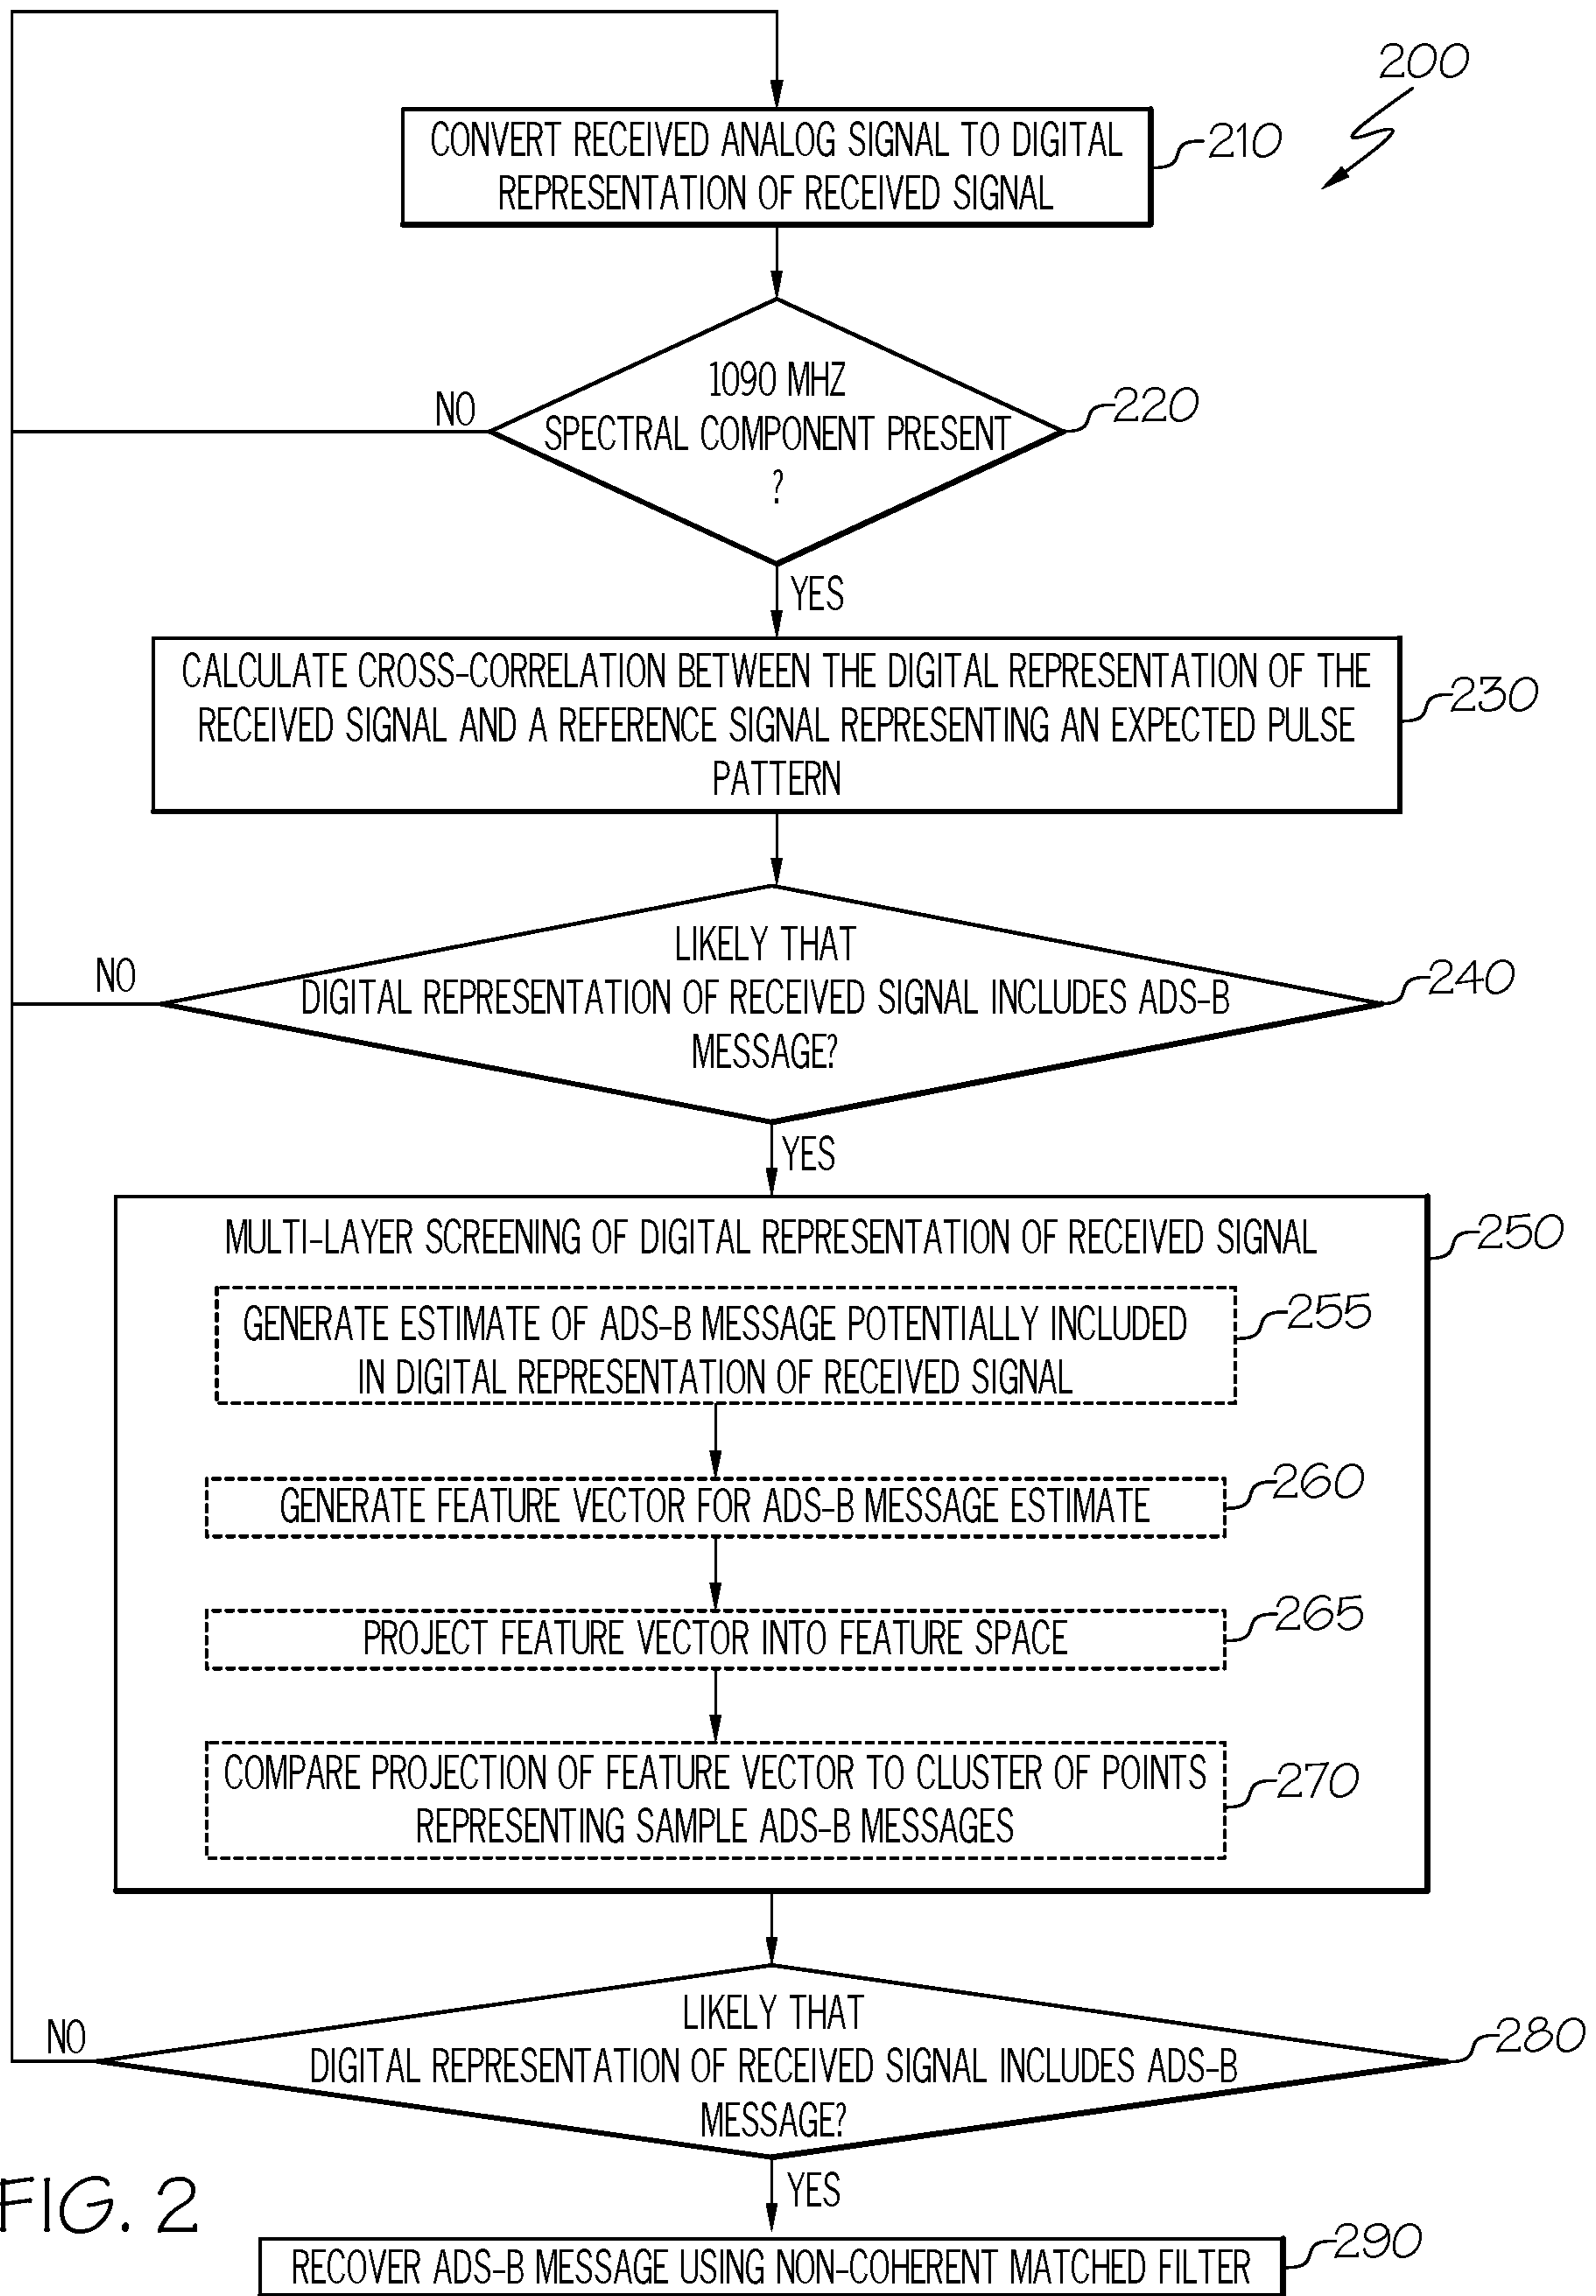 200
CONVERT RECEIVED ANALOG SIGNAL TO DIGITAL
REPRESENTATION OF RECEIVED SIGNAL
210
1090 MHZ
SPECTRAL COMPONENT PRESENT
?
220
NO
YES
CALCULATE CROSS-CORRELATION BETWEEN THE DIGITAL REPRESENTATION OF THE
RECEIVED SIGNAL AND A REFERENCE SIGNAL REPRESENTING AN EXPECTED PULSE
PATTERN
230
LIKELY THAT
DIGITAL REPRESENTATION OF RECEIVED SIGNAL INCLUDES ADS-B
MESSAGE?
240
NO
YES
MULTI-LAYER SCREENING OF DIGITAL REPRESENTATION OF RECEIVED SIGNAL
250
GENERATE ESTIMATE OF ADS-B MESSAGE POTENTIALLY INCLUDED
IN DIGITAL REPRESENTATION OF RECEIVED SIGNAL
255
GENERATE FEATURE VECTOR FOR ADS-B MESSAGE ESTIMATE
260
PROJECT FEATURE VECTOR INTO FEATURE SPACE
265
COMPARE PROJECTION OF FEATURE VECTOR TO CLUSTER OF POINTS
REPRESENTING SAMPLE ADS-B MESSAGES
270
LIKELY THAT
DIGITAL REPRESENTATION OF RECEIVED SIGNAL INCLUDES ADS-B
MESSAGE?
280
NO
YES
RECOVER ADS-B MESSAGE USING NON-COHERENT MATCHED FILTER
290
FIG. 2